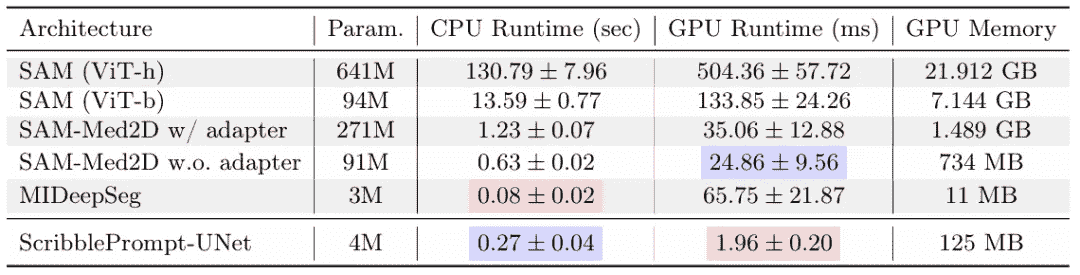 Architecture Param. CPU Runtime (sec) GPU Runtime (ms) GPU Memory
SAM (ViT-h) 641M 130.79 ± 7.96 504.36 ± 57.72 21.912 GB
SAM (ViT-b) 94M 13.59 ± 0.77 133.85 ± 24.26 7.144 GB
SAM-Med2D w/ adapter 271M 1.23 ± 0.07 35.06 ± 12.88 1.489 GB
SAM-Med2D w.o. adapter 91M 0.63 ± 0.02 24.86 ± 9.56 734 MB
MIDeepSeg 3M 0.08 ± 0.02 65.75 ± 21.87 11 MB
ScribblePrompt-UNet 4M 0.27 ± 0.04 1.96 ± 0.20 125 MB